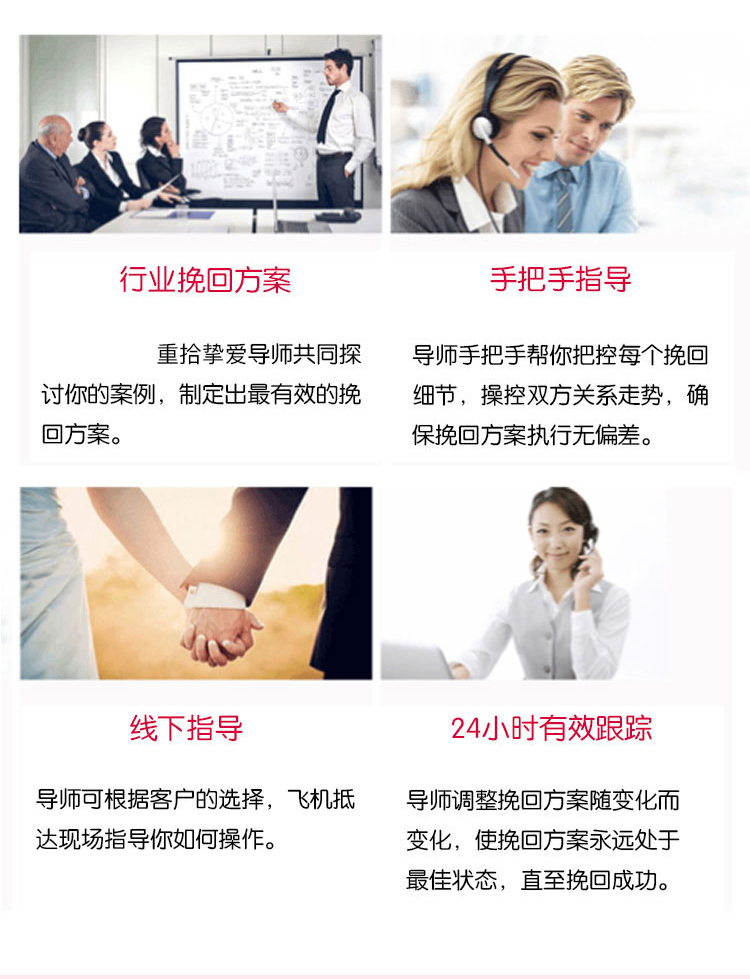 行业挽回方案
重拾挚爱导师共同探
讨你的案例，制定出最有效的挽
回方案。
手把手指导
导师手把手帮你把控每个挽回
细节，操控双方关系走势，确
保挽回方案执行无偏差。
线下指导
导师可根据客户的选择，飞机抵
达现场指导你如何操作。
24小时有效跟踪
导师调整挽回方案随变化而
变化，使挽回方案永远处于
最佳状态，直至挽回成功。